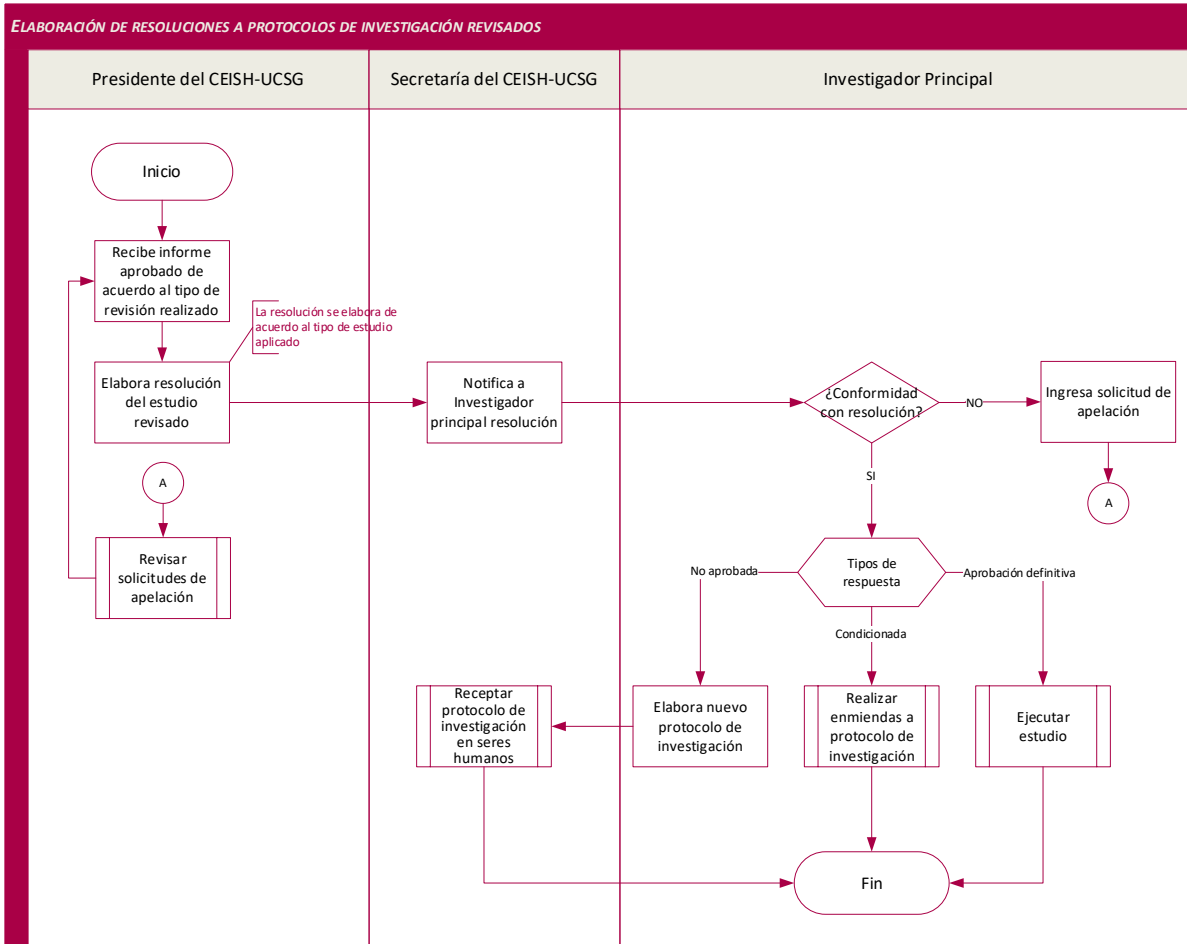 ELABORACIÓN DE RESOLUCIONES A PROTOCOLOS DE INVESTIGACIÓN REVISADOS
Presidente del CEISH-UCSG
Secretaría del CEISH-UCSG
Investigador Principal
Inicio
Recibe informe
aprobado de
acuerdo al tipo de
revisión realizado
La resolución se elabora de
acuerdo al tipo de estudio
aplicado
Elabora resolución
del estudio
revisado
Notifica a
Investigador
principal resolución
¿Conformidad
con resolución?
NO
Ingresa solicitud de
apelación
SI
A
A
Revisar
solicitudes de
apelación
Tipos de
respuesta
No aprobada
Aprobación definitiva
Condicionada
Receptar
protocolo de
investigación
en seres
humanos
Elabora nuevo
protocolo de
investigación
Realizar
enmiendas a
protocolo de
investigación
Ejecutar
estudio
Fin